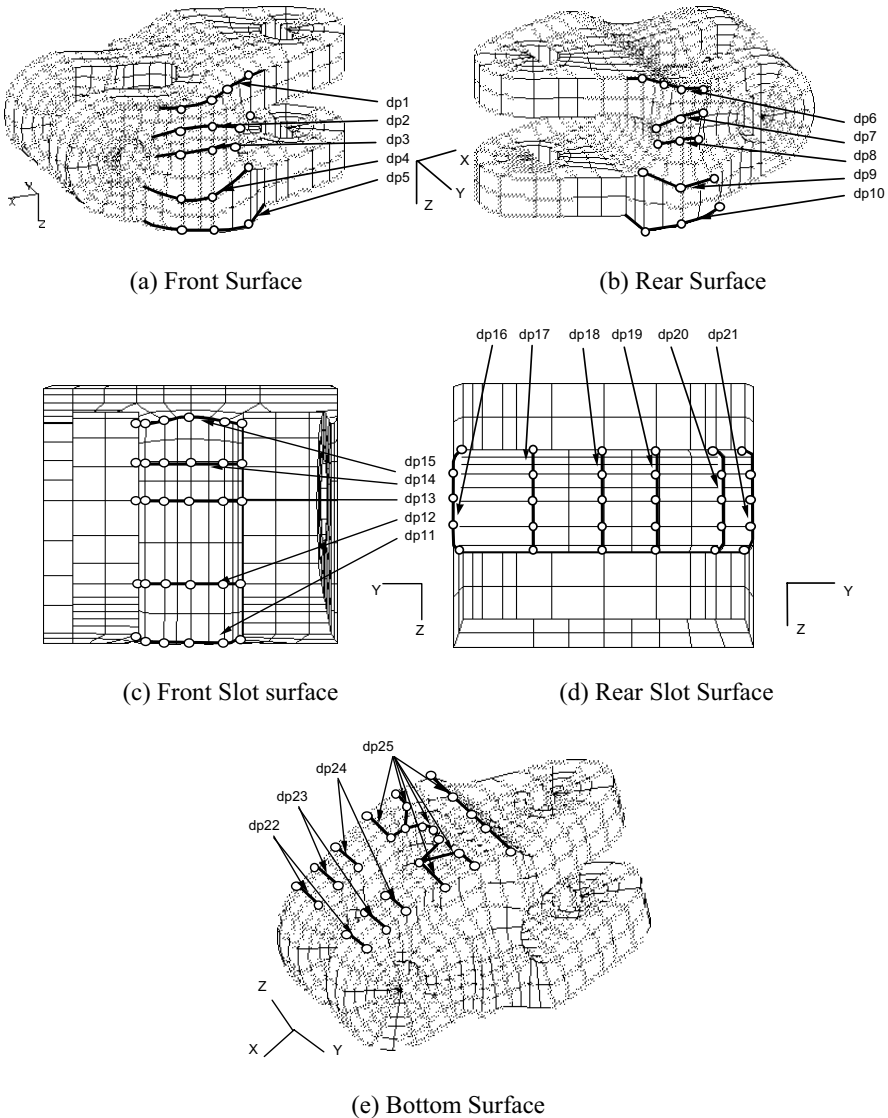 dp1
dp2
dp3
dp4
dp5
X
Y
Z
X
Y
Z
dp6
dp7
dp8
dp9
dp10
(a) Front Surface
(b) Rear Surface
dp16 dp17 dp18 dp19 dp20 dp21
dp15
dp14
dp13
dp12
dp11
Y
Z
Y
Z
(c) Front Slot surface
(d) Rear Slot Surface
dp25
dp24
dp23
dp22
Z
X
Y
(e) Bottom Surface